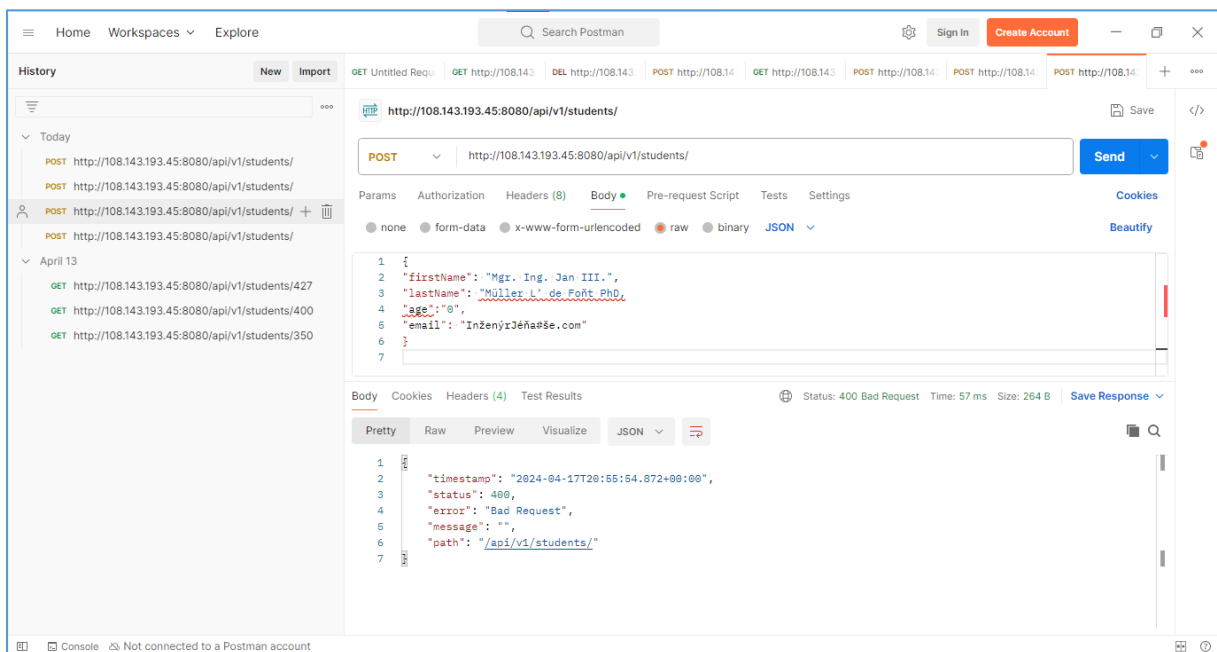 Home Workspaces Explore Search Postman Sign In Create Account
History New Import GET Untitled Requ GET http://108.143. DEL http://108.143. POST http://108.14 GET http://108.143. POST http://108.14 POST http://108.14 POST http://108.14
HTTP http://108.143.193.45:8080/api/v1/students/ Save
Today
POST http://108.143.193.45:8080/api/v1/students/
POST http://108.143.193.45:8080/api/v1/students/
POST http://108.143.193.45:8080/api/v1/students/
POST http://108.143.193.45:8080/api/v1/students/
April 13
GET http://108.143.193.45:8080/api/v1/students/427
GET http://108.143.193.45:8080/api/v1/students/400
GET http://108.143.193.45:8080/api/v1/students/350
POST http://108.143.193.45:8080/api/v1/students/ Send
Params Authorization Headers (8) Body Pre-request Script Tests Settings Cookies
none form-data x-www-form-urlencoded raw binary JSON Beautify
1 {
2 "firstName": "Mgr. Ing. Jan III.",
3 "lastName": "Müller L´ de Foňt PhD,
4 "age":"0",
5 "email": "InženýrJéňa#še.com"
6 }
7
Body Cookies Headers (4) Test Results Status: 400 Bad Request Time: 57 ms Size: 264 B Save Response
Pretty Raw Preview Visualize JSON
1 {
2 "timestamp": "2024-04-17T20:55:54.872+00:00",
3 "status": 400,
4 "error": "Bad Request",
5 "message": "",
6 "path": "/api/v1/students/"
7 }
Console Not connected to a Postman account